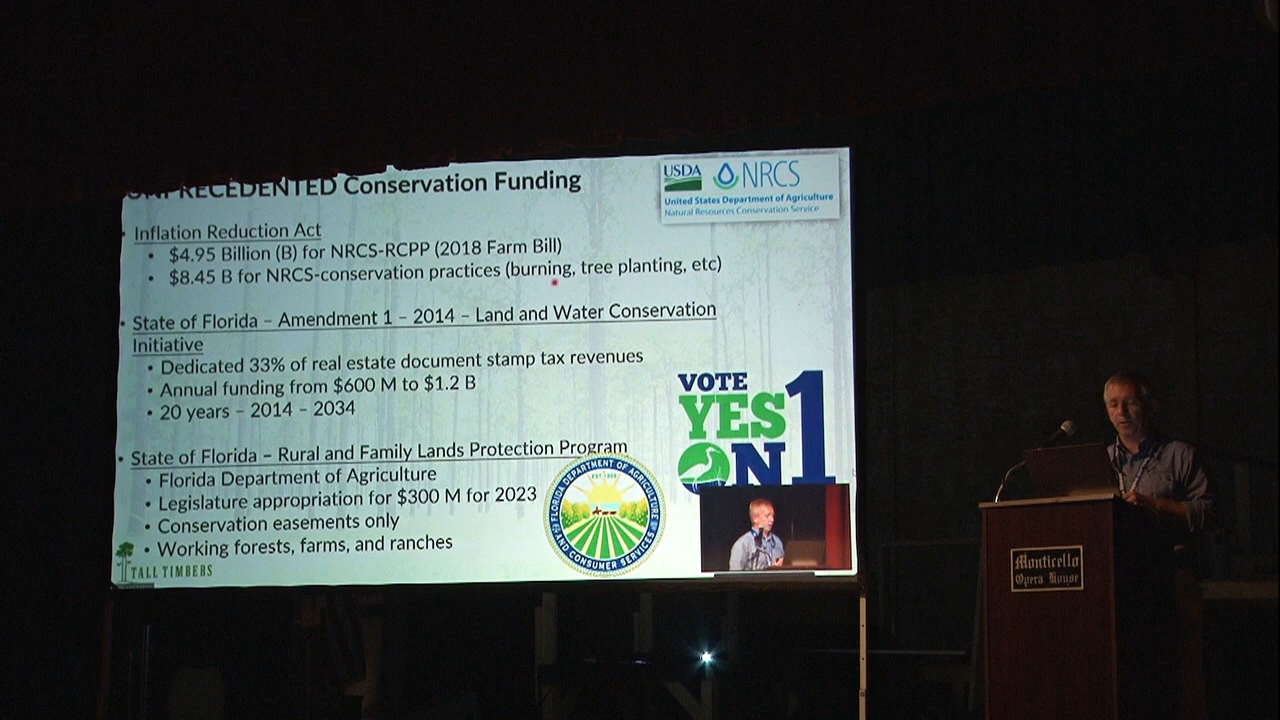 UNPRECEDENTED Conservation Funding
USDA NRCS
United States Department of Agriculture
Natural Resources Conservation Service
• Inflation Reduction Act
• $4.95 Billion (B) for NRCS-RCPP (2018 Farm Bill)
• $8.45 B for NRCS-conservation practices (burning, tree planting, etc)
• State of Florida – Amendment 1 – 2014 – Land and Water Conservation
Initiative
• Dedicated 33% of real estate document stamp tax revenues
• Annual funding from $600 M to $1.2 B
• 20 years – 2014 – 2034
VOTE
YES
ON 1
• State of Florida – Rural and Family Lands Protection Program
• Florida Department of Agriculture
• Legislature appropriation for $300 M for 2023
• Conservation easements only
• Working forests, farms, and ranches
FLORIDA DEPARTMENT OF AGRICULTURE
AND CONSUMER SERVICES
TALL TIMBERS
Monticello
Opera House